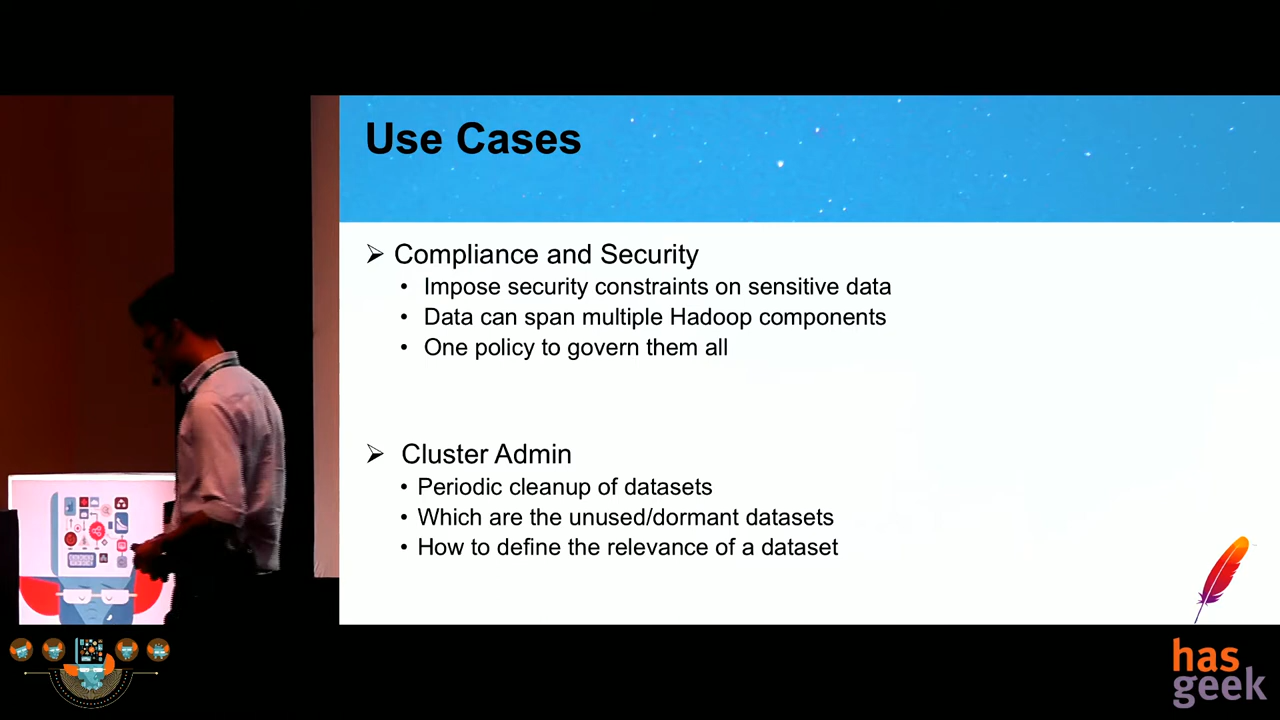 Use Cases
Compliance and Security
• Impose security constraints on sensitive data
• Data can span multiple Hadoop components
• One policy to govern them all
Cluster Admin
• Periodic cleanup of datasets
• Which are the unused/dormant datasets
• How to define the relevance of a dataset
has
geek